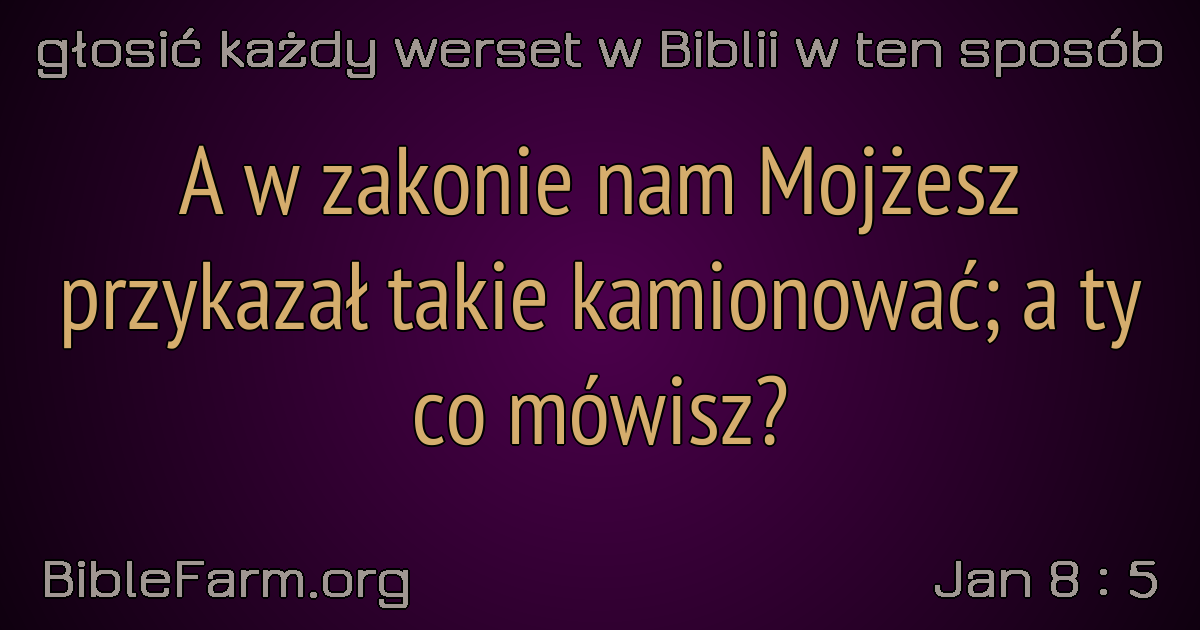 głosić każdy werset w Biblii w ten sposób
A w zakonie nam Mojżesz
przykazał takie kamionować; a ty
co mówisz?
BibleFarm.org
Jan 8 : 5